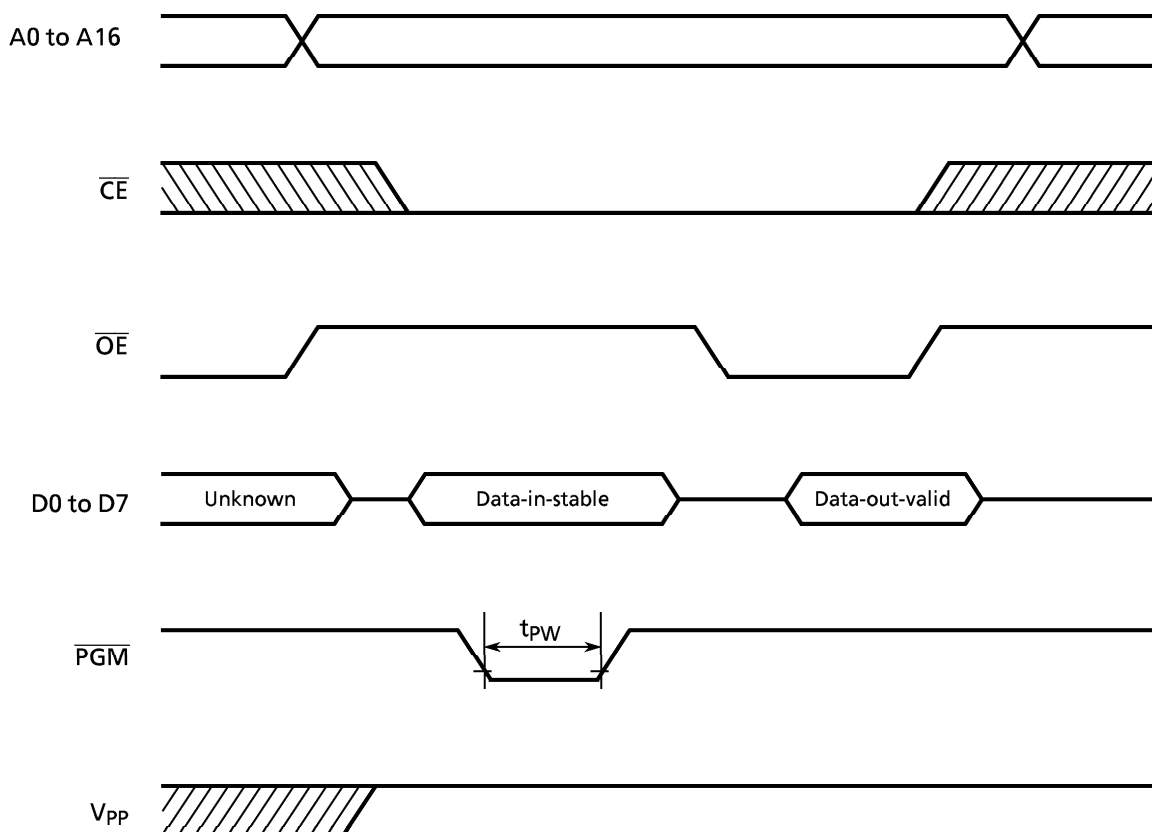 A0 to A16
CE
OE
D0 to D7
Unknown
Data-in-stable
Data-out-valid
PGM
tPW
VPP